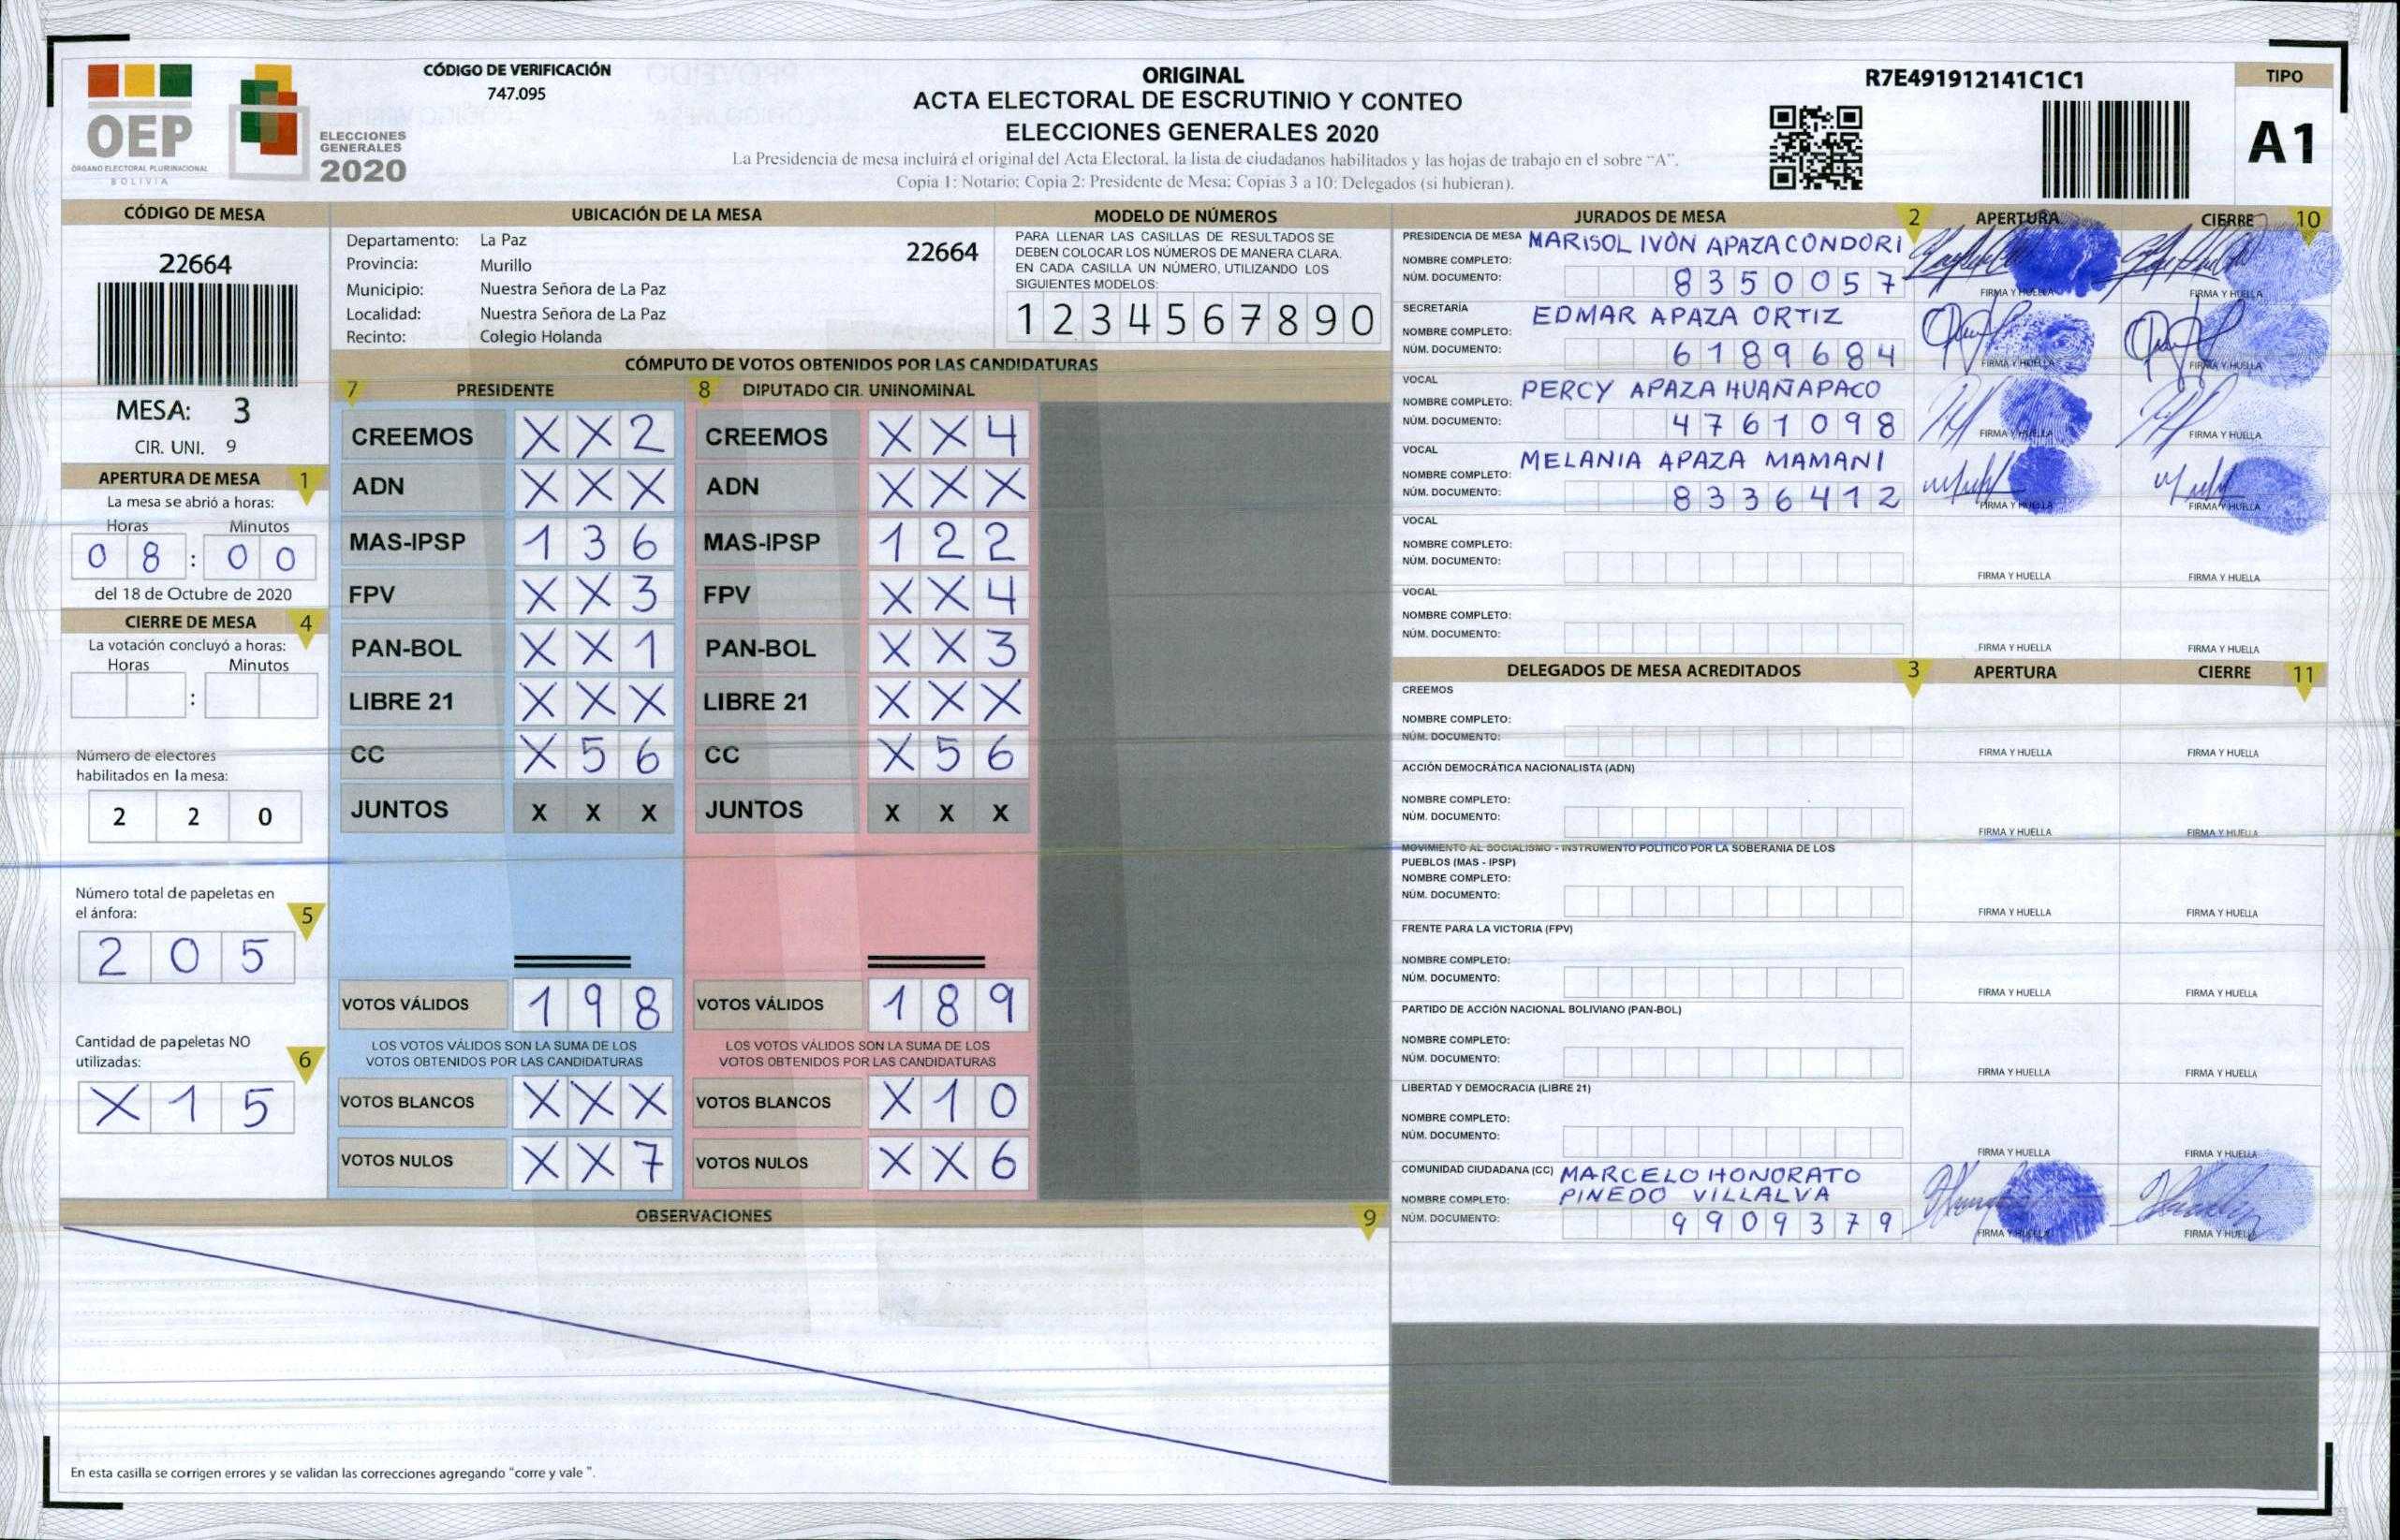 CÓDIGO DE VERIFICACIÓN
747.095
OEP
ÓRGANO ELECTORAL PLURINACIONAL
BOLIVIA
ELECCIONES
GENERALES
2020
ORIGINAL
ACTA ELECTORAL DE ESCRUTINIO Y CONTEO
ELECCIONES GENERALES 2020
La Presidencia de mesa incluirá el original del Acta Electoral, la lista de ciudadanos habilitados y las hojas de trabajo en el sobre "A".
Copia 1: Notario; Copia 2: Presidente de Mesa; Copias 3 a 10: Delegados (si hubieran).
R7E491912141C1C1
TIPO
A1
CÓDIGO DE MESA
22664
MESA: 3
CIR. UNI. 9
APERTURA DE MESA 1
La mesa se abrió a horas:
Horas Minutos
0 8 : 0 0
del 18 de Octubre de 2020
CIERRE DE MESA 4
La votación concluyó a horas:
Horas Minutos
:
Número de electores
habilitados en la mesa:
2 2 0
Número total de papeletas en
el ánfora:
5
2 0 5
Cantidad de papeletas NO
utilizadas:
6
X 1 5
UBICACIÓN DE LA MESA
Departamento: La Paz
22664
Provincia: Murillo
Municipio: Nuestra Señora de La Paz
Localidad: Nuestra Señora de La Paz
Recinto: Colegio Holanda
MODELO DE NÚMEROS
PARA LLENAR LAS CASILLAS DE RESULTADOS SE
DEBEN COLOCAR LOS NÚMEROS DE MANERA CLARA.
EN CADA CASILLA UN NÚMERO, UTILIZANDO LOS
SIGUIENTES MODELOS:
1 2 3 4 5 6 7 8 9 0
CÓMPUTO DE VOTOS OBTENIDOS POR LAS CANDIDATURAS
7 PRESIDENTE
CREEMOS X X 2
ADN X X X
MAS-IPSP 1 3 6
FPV X X 3
PAN-BOL X X 1
LIBRE 21 X X X
CC X 5 6
JUNTOS X X X
VOTOS VÁLIDOS 1 9 8
LOS VOTOS VÁLIDOS SON LA SUMA DE LOS
VOTOS OBTENIDOS POR LAS CANDIDATURAS
VOTOS BLANCOS X X X
VOTOS NULOS X X 7
8 DIPUTADO CIR. UNINOMINAL
CREEMOS X X 4
ADN X X X
MAS-IPSP 1 2 2
FPV X X 4
PAN-BOL X X 3
LIBRE 21 X X X
CC X 5 6
JUNTOS X X X
VOTOS VÁLIDOS 1 8 9
LOS VOTOS VÁLIDOS SON LA SUMA DE LOS
VOTOS OBTENIDOS POR LAS CANDIDATURAS
VOTOS BLANCOS X 1 0
VOTOS NULOS X X 6
OBSERVACIONES 9
En esta casilla se corrigen errores y se validan las correcciones agregando "corre y vale ".
JURADOS DE MESA 2 APERTURA CIERRE 10
PRESIDENCIA DE MESA MARISOL IVON APAZA CONDORI
NOMBRE COMPLETO:
NÚM. DOCUMENTO: 8350057
FIRMA Y HUELLA FIRMA Y HUELLA
SECRETARÍA
NOMBRE COMPLETO: EDMAR APAZA ORTIZ
NÚM. DOCUMENTO: 6189684
FIRMA Y HUELLA FIRMA Y HUELLA
VOCAL
NOMBRE COMPLETO: PERCY APAZA HUAÑAPACO
NÚM. DOCUMENTO: 4761098
FIRMA Y HUELLA FIRMA Y HUELLA
VOCAL
NOMBRE COMPLETO: MELANIA APAZA MAMANI
NÚM. DOCUMENTO: 8336412
FIRMA Y HUELLA FIRMA Y HUELLA
VOCAL
NOMBRE COMPLETO:
NÚM. DOCUMENTO:
FIRMA Y HUELLA FIRMA Y HUELLA
VOCAL
NOMBRE COMPLETO:
NÚM. DOCUMENTO:
FIRMA Y HUELLA FIRMA Y HUELLA
DELEGADOS DE MESA ACREDITADOS 3 APERTURA CIERRE 11
CREEMOS
NOMBRE COMPLETO:
NÚM. DOCUMENTO:
FIRMA Y HUELLA FIRMA Y HUELLA
ACCIÓN DEMOCRÁTICA NACIONALISTA (ADN)
NOMBRE COMPLETO:
NÚM. DOCUMENTO:
FIRMA Y HUELLA FIRMA Y HUELLA
MOVIMIENTO AL SOCIALISMO - INSTRUMENTO POLÍTICO POR LA SOBERANÍA DE LOS
PUEBLOS (MAS - IPSP)
NOMBRE COMPLETO:
NÚM. DOCUMENTO:
FIRMA Y HUELLA FIRMA Y HUELLA
FRENTE PARA LA VICTORIA (FPV)
NOMBRE COMPLETO:
NÚM. DOCUMENTO:
FIRMA Y HUELLA FIRMA Y HUELLA
PARTIDO DE ACCIÓN NACIONAL BOLIVIANO (PAN-BOL)
NOMBRE COMPLETO:
NÚM. DOCUMENTO:
FIRMA Y HUELLA FIRMA Y HUELLA
LIBERTAD Y DEMOCRACIA (LIBRE 21)
NOMBRE COMPLETO:
NÚM. DOCUMENTO:
FIRMA Y HUELLA FIRMA Y HUELLA
COMUNIDAD CIUDADANA (CC) MARCELO HONORATO
NOMBRE COMPLETO: PINEDO VILLALVA
NÚM. DOCUMENTO: 9909379
FIRMA Y HUELLA FIRMA Y HUELLA